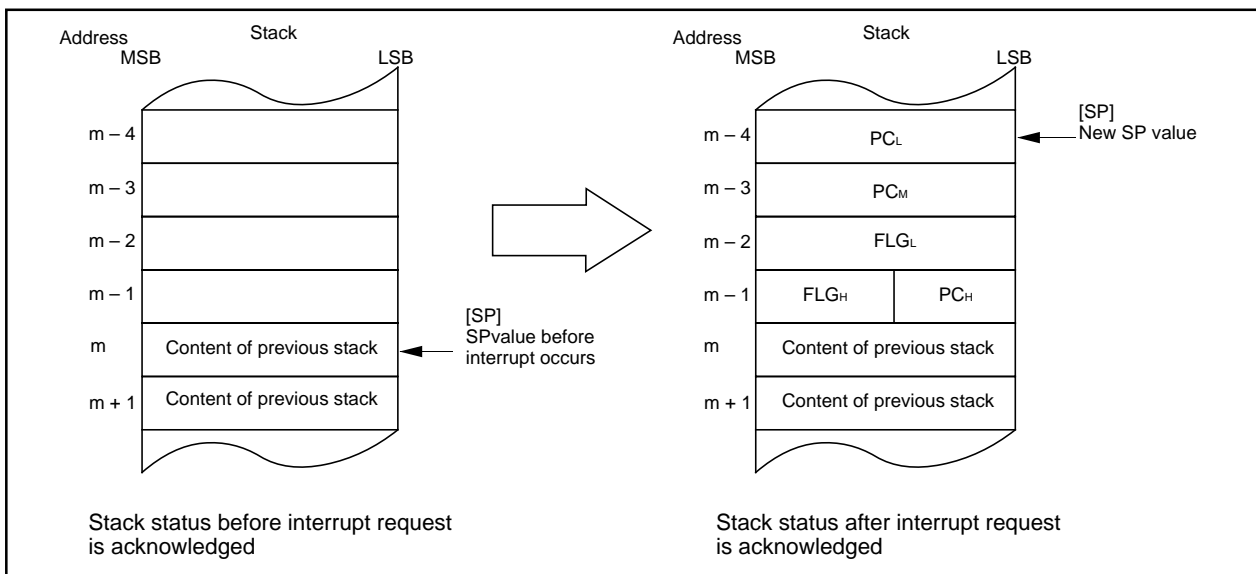 Address
Stack
MSB
LSB
m – 4
m – 3
m – 2
m – 1
m
Content of previous stack
m + 1
Content of previous stack
[SP]
SPvalue before
interrupt occurs
Stack status before interrupt request
is acknowledged
Address
Stack
MSB
LSB
m – 4
PCL
[SP]
New SP value
m – 3
PCM
m – 2
FLGL
m – 1
FLGH
PCH
m
Content of previous stack
m + 1
Content of previous stack
Stack status after interrupt request
is acknowledged